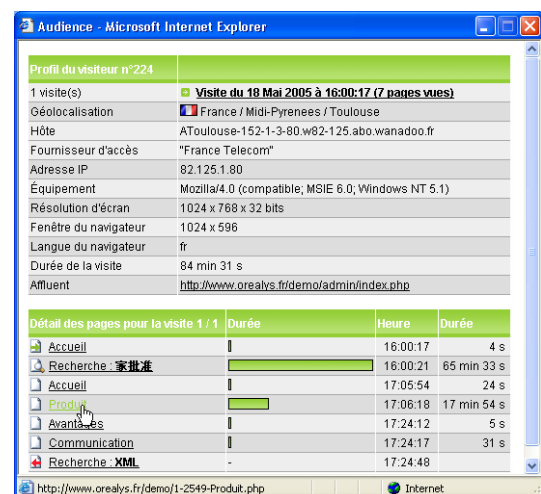 Audience - Microsoft Internet Explorer
Profil du visiteur n°224
1 visite(s) Visite du 18 Mai 2005 à 16:00:17 (7 pages vues)
Géolocalisation France / Midi-Pyrenees / Toulouse
Hôte AToulouse-152-1-3-80.w82-125.abo.wanadoo.fr
Fournisseur d'accès "France Telecom"
Adresse IP 82.125.1.80
Équipement Mozilla/4.0 (compatible; MSIE 6.0; Windows NT 5.1)
Résolution d'écran 1024 x 768 x 32 bits
Fenêtre du navigateur 1024 x 596
Langue du navigateur fr
Durée de la visite 84 min 31 s
Affluent http://www.orealys.fr/demo/admin/index.php
Détail des pages pour la visite 1 / 1 Durée Heure Durée
Accueil 16:00:17 4 s
Recherche : 家批准 16:00:21 65 min 33 s
Accueil 17:05:54 24 s
Produit 17:06:18 17 min 54 s
Avantages 17:24:12 5 s
Communication 17:24:17 31 s
Recherche : XML - 17:24:48
http://www.orealys.fr/demo/1-2549-Produit.php Internet